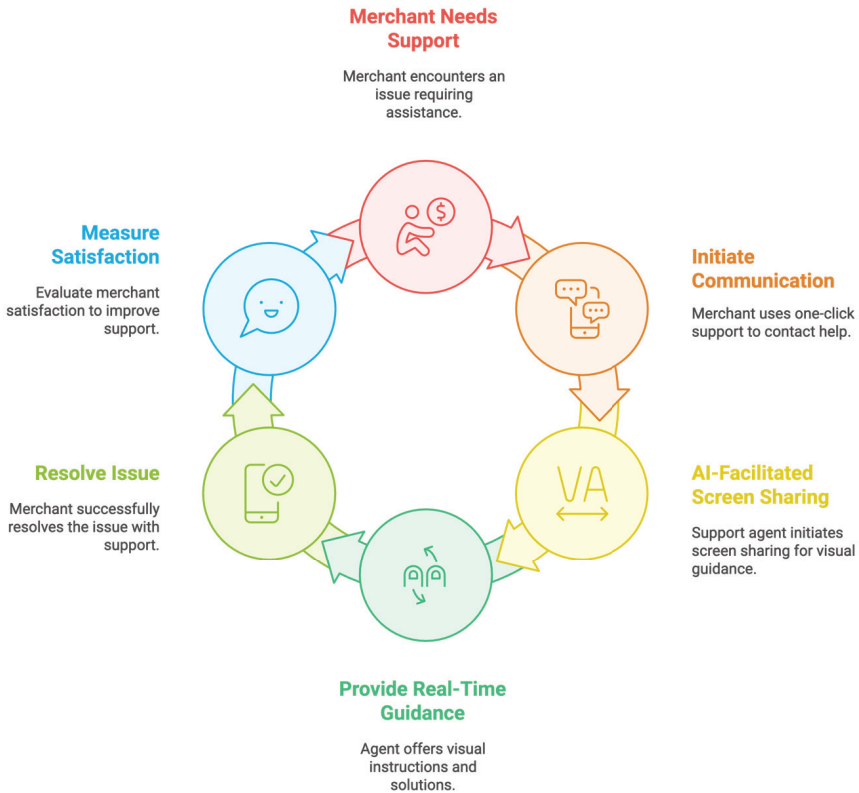 Merchant Needs
Support
Merchant encounters an
issue requiring
assistance.
$
Measure
Satisfaction
Evaluate merchant
satisfaction to improve
support.
Initiate
Communication
Merchant uses one-click
support to contact help.
Resolve Issue
Merchant successfully
resolves the issue with
support.
VA
AI-Facilitated
Screen Sharing
Support agent initiates
screen sharing for visual
guidance.
Provide Real-Time
Guidance
Agent offers visual
instructions and
solutions.